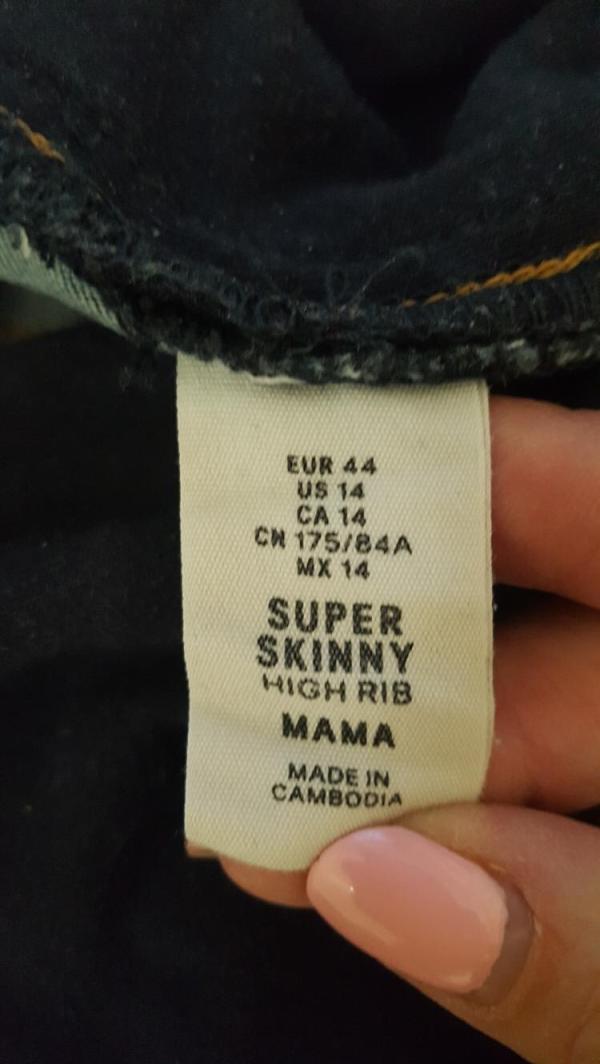 EUR 44
US 14
CA 14
CN 175/84A
MX 14
SUPER
SKINNY
HIGH RIB
MAMA
MADE IN
CAMBODIA